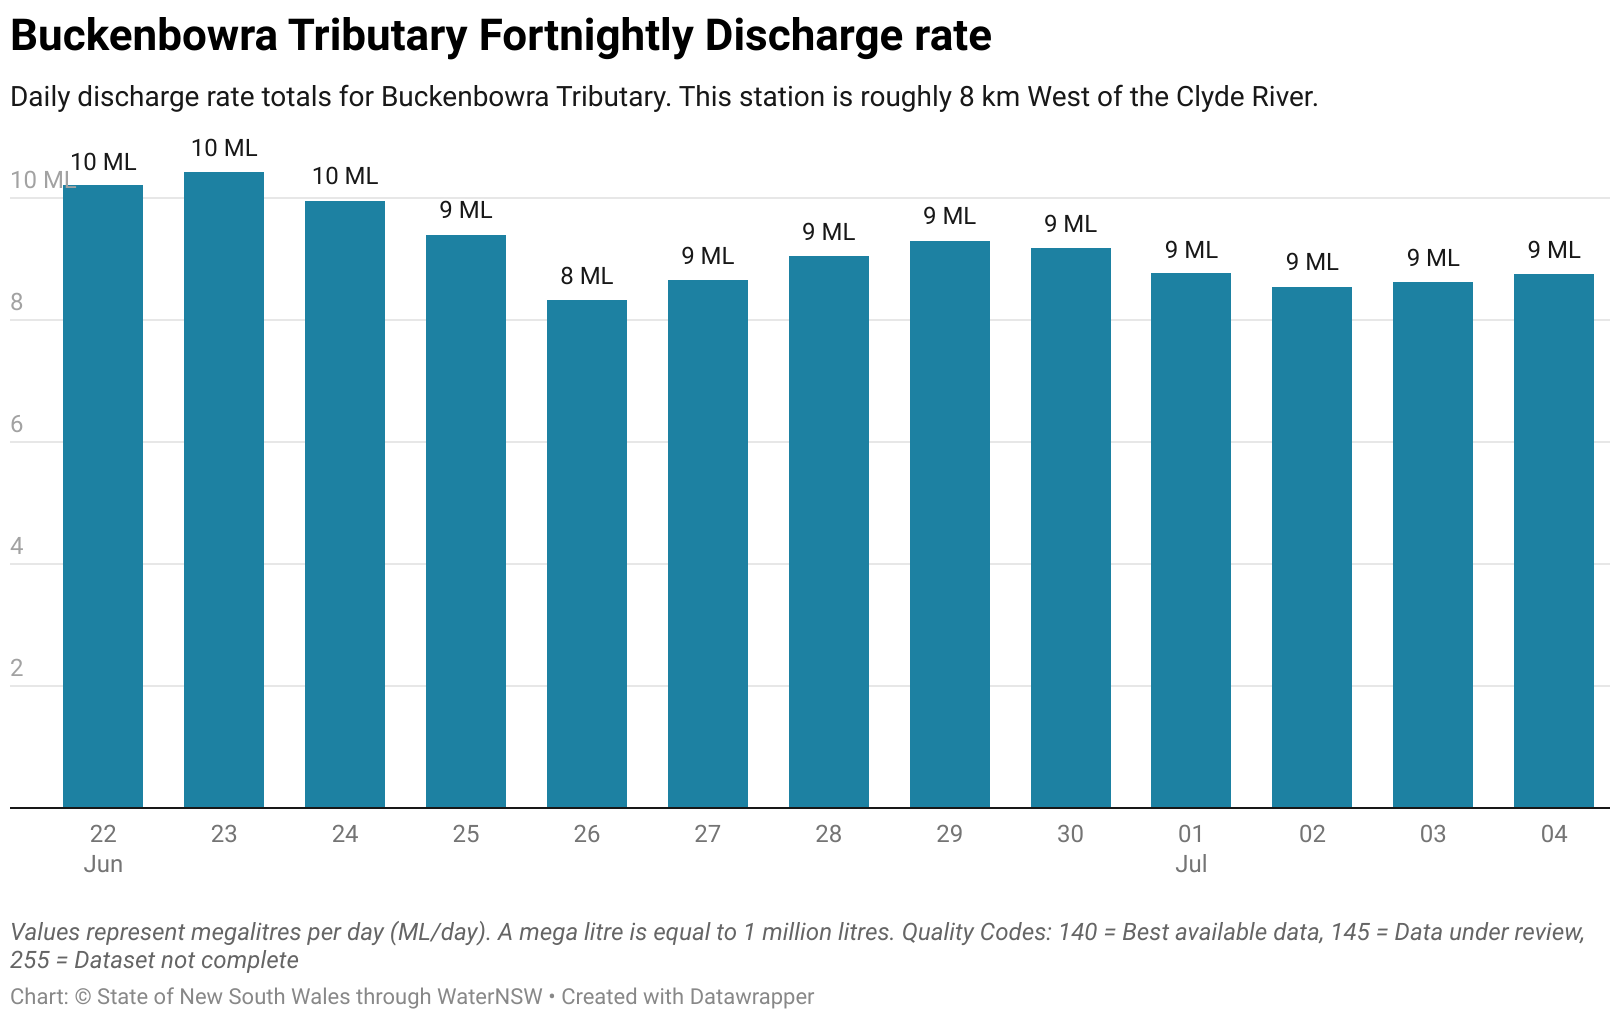 Buckenbowra Tributary Fortnightly Discharge rate
Daily discharge rate totals for Buckenbowra Tributary. This station is roughly 8 km West of the Clyde River.
10 ML
8
6
4
2
10 ML
10 ML
10 ML
9 ML
8 ML
9 ML
9 ML
9 ML
9 ML
9 ML
9 ML
9 ML
9 ML
22 23 24 25 26 27 28 29 30 01 02 03 04
Jun Jul
Values represent megalitres per day (ML/day). A mega litre is equal to 1 million litres. Quality Codes: 140 = Best available data, 145 = Data under review,
255 = Dataset not complete
Chart: © State of New South Wales through WaterNSW • Created with Datawrapper